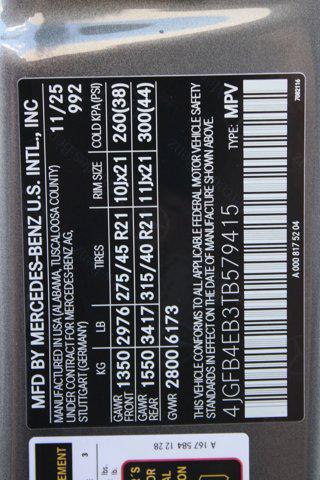 MFD BY MERCEDES-BENZ U.S. INTL., INC
MANUFACTURED IN USA (ALABAMA, TUSCALOOSA COUNTY) 11/25
UNDER CONTRACT FOR MERCEDES-BENZ AG, 992
STUTTGART (GERMANY)
KG LB TIRES RIM SIZE COLD KPA(PSI)
GAWR FRONT 1350 2976 275/45 R21 10Jx21 260(38)
GAWR REAR 1550 3417 315/40 R21 11Jx21 300(44)
GVWR 2800 6173
THIS VEHICLE CONFORMS TO ALL APPLICABLE FEDERAL MOTOR VEHICLE SAFETY
STANDARDS IN EFFECT ON THE DATE OF MANUFACTURE SHOWN ABOVE.
4JGFB4EB3TB579415 TYPE: MPV
A 000 817 52 04
7082116
A 167 584 12 28
3
lbs.